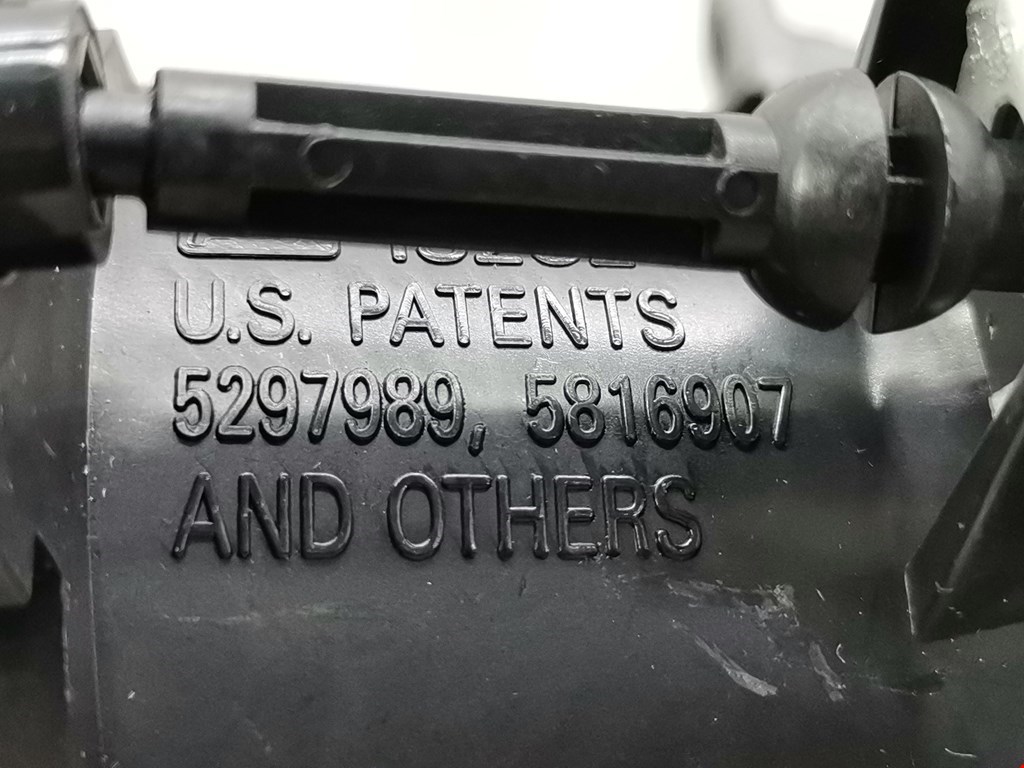 U.S. PATENTS
5297989, 5816907
AND OTHERS